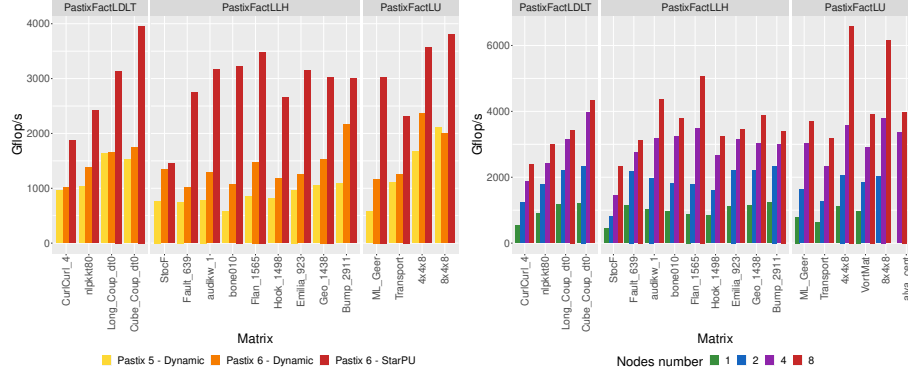 PastixFactLDLT PastixFactLLH PastixFactLU
4000
3000
2000
1000
0
Gflop/s
CurlCurl_4
nlpkkt80
Long_Coup_dt0
Cube_Coup_dt0
SbocF
Fault_639
audikw_1
bone010
Flan_1565
Hook_1498
Emilia_923
Geo_1438
Bump_2911
ML_Geer
Transport
4x4x8
8x4x8
Matrix
Pastix 5 - Dynamic Pastix 6 - Dynamic Pastix 6 - StarPU
PastixFactLDLT PastixFactLLH PastixFactLU
6000
4000
2000
0
Gflop/s
CurlCurl_4
nlpkkt80
Long_Coup_dt0
Cube_Coup_dt0
SbocF
Fault_639
audikw_1
bone010
Flan_1565
Hook_1498
Emilia_923
Geo_1438
Bump_2911
ML_Geer
Transport
4x4x8
VortMat
8x4x8
Matrix
Nodes number 1 2 4 8